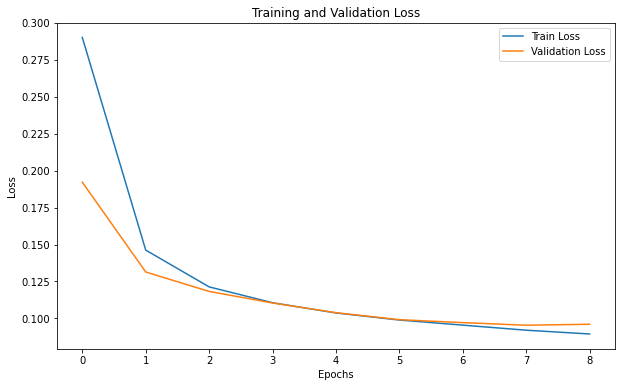 Training and Validation Loss
Train Loss
Validation Loss
0.300
0.275
0.250
0.225
0.200
0.175
0.150
0.125
0.100
Loss
0 1 2 3 4 5 6 7 8
Epochs